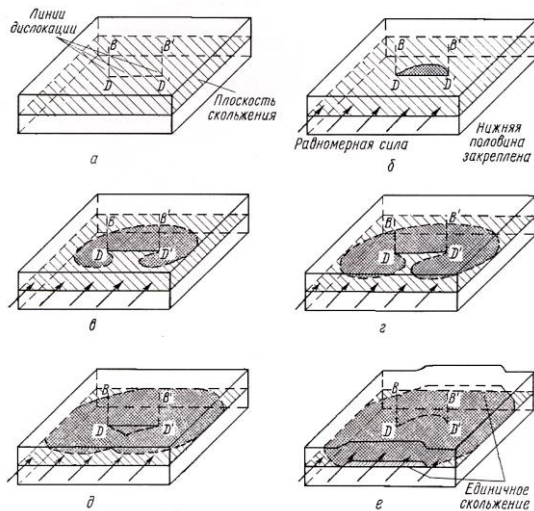 Линии
дислокации
B B'
D D'
Плоскость
скольжения
а
B B'
D D'
Равномерная сила
Нижняя
половина
закреплена
б
B B'
D D'
в
B B'
D D'
г
B B'
D D'
д
B B'
D D'
Единичное
скольжение
е